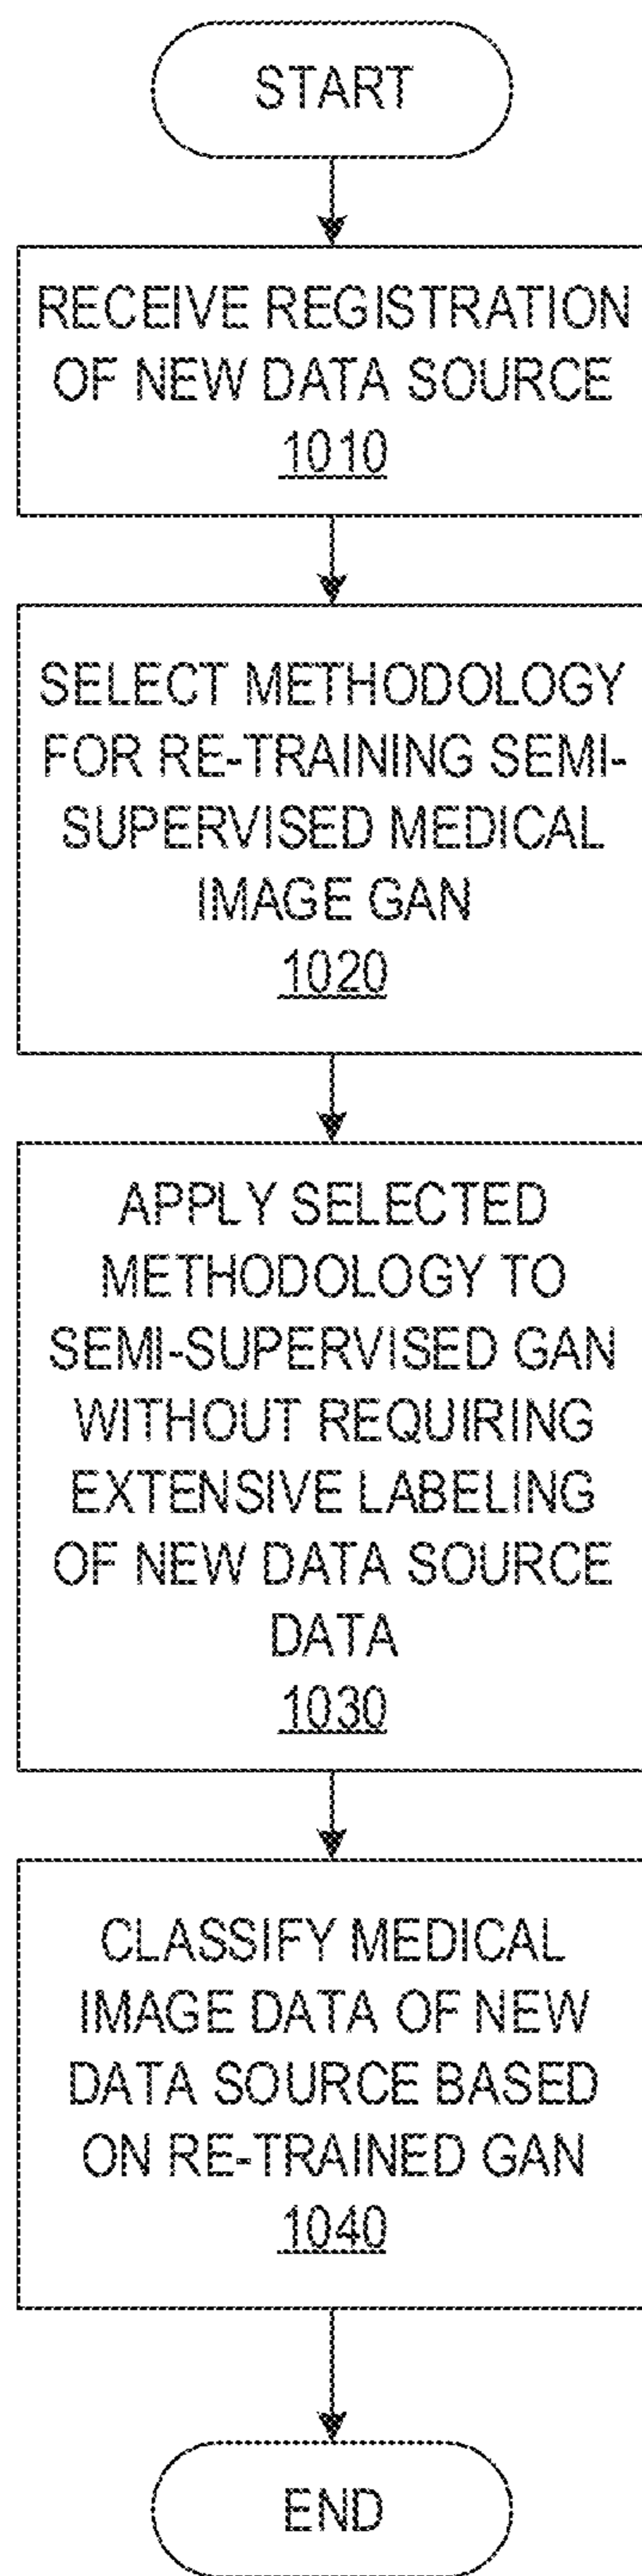 START
RECEIVE REGISTRATION
OF NEW DATA SOURCE
1010
SELECT METHODOLOGY
FOR RE-TRAINING SEMI-
SUPERVISED MEDICAL
IMAGE GAN
1020
APPLY SELECTED
METHODOLOGY TO
SEMI-SUPERVISED GAN
WITHOUT REQUIRING
EXTENSIVE LABELING
OF NEW DATA SOURCE
DATA
1030
CLASSIFY MEDICAL
IMAGE DATA OF NEW
DATA SOURCE BASED
ON RE-TRAINED GAN
1040
END